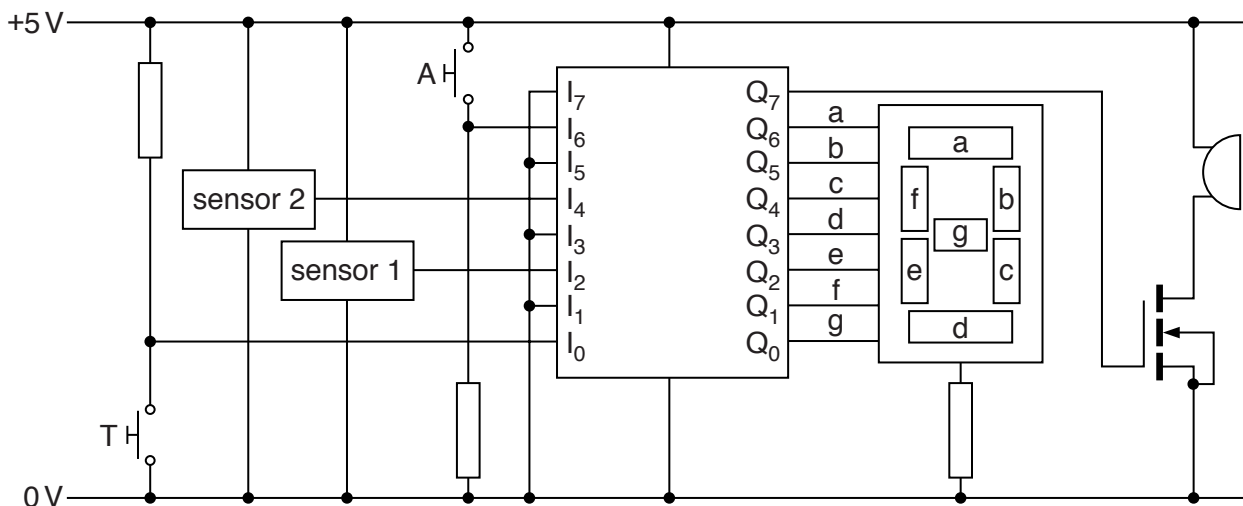 +5 V
A
I7 Q7
I6 Q6 a
I5 Q5 b
sensor 2 I4 Q4 c
I3 Q3 d
sensor 1 I2 Q2 e
I1 Q1 f
I0 Q0 g
a
f b
g
e c
d
T
0 V